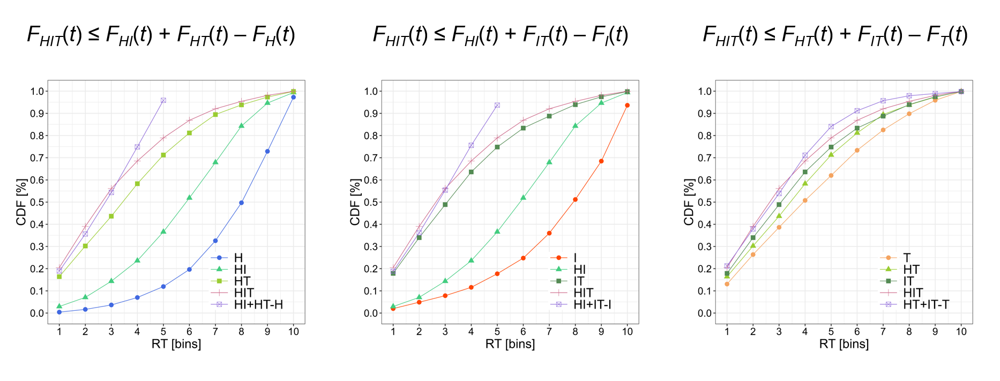 F_HIT(t) ≤ F_HI(t) + F_HT(t) – F_H(t)
1.0
0.9
0.8
0.7
0.6
0.5
0.4
0.3
0.2
0.1
0.0
CDF [%]
H
HI
HT
HIT
HI+HT-H
1 2 3 4 5 6 7 8 9 10
RT [bins]
F_HIT(t) ≤ F_HI(t) + F_IT(t) – F_I(t)
1.0
0.9
0.8
0.7
0.6
0.5
0.4
0.3
0.2
0.1
0.0
CDF [%]
I
HI
IT
HIT
HI+IT-I
1 2 3 4 5 6 7 8 9 10
RT [bins]
F_HIT(t) ≤ F_HT(t) + F_IT(t) – F_T(t)
1.0
0.9
0.8
0.7
0.6
0.5
0.4
0.3
0.2
0.1
0.0
CDF [%]
T
HT
IT
HIT
HT+IT-T
1 2 3 4 5 6 7 8 9 10
RT [bins]